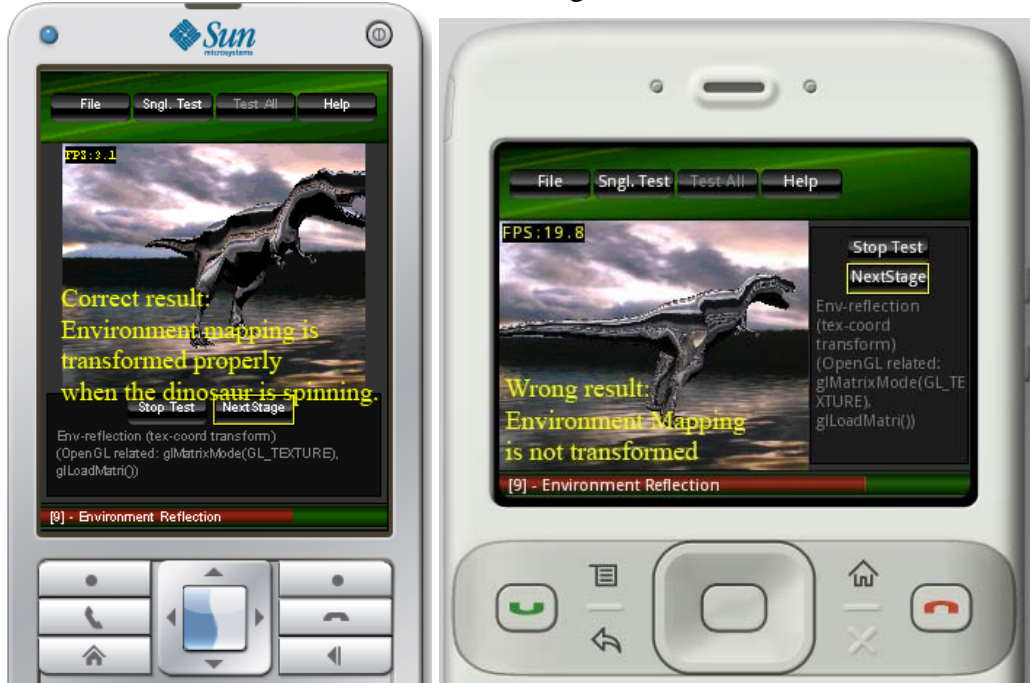 Sun
microsystems
File Sngl. Test Test All Help
FPS:3.1
Correct result:
Environment mapping is
transformed properly
when the dinosaur is spinning.
Stop Test NextStage
Env-reflection (tex-coord transform)
(OpenGL related: glMatrixMode(GL_TEXTURE),
glLoadMatri())
[9] - Environment Reflection
File Sngl. Test Test All Help
FPS:19.8
Stop Test
NextStage
Env-reflection
(tex-coord
transform)
(OpenGL related:
glMatrixMode(GL_TE
XTURE),
glLoadMatri())
Wrong result:
Environment Mapping
is not transformed
[9] - Environment Reflection